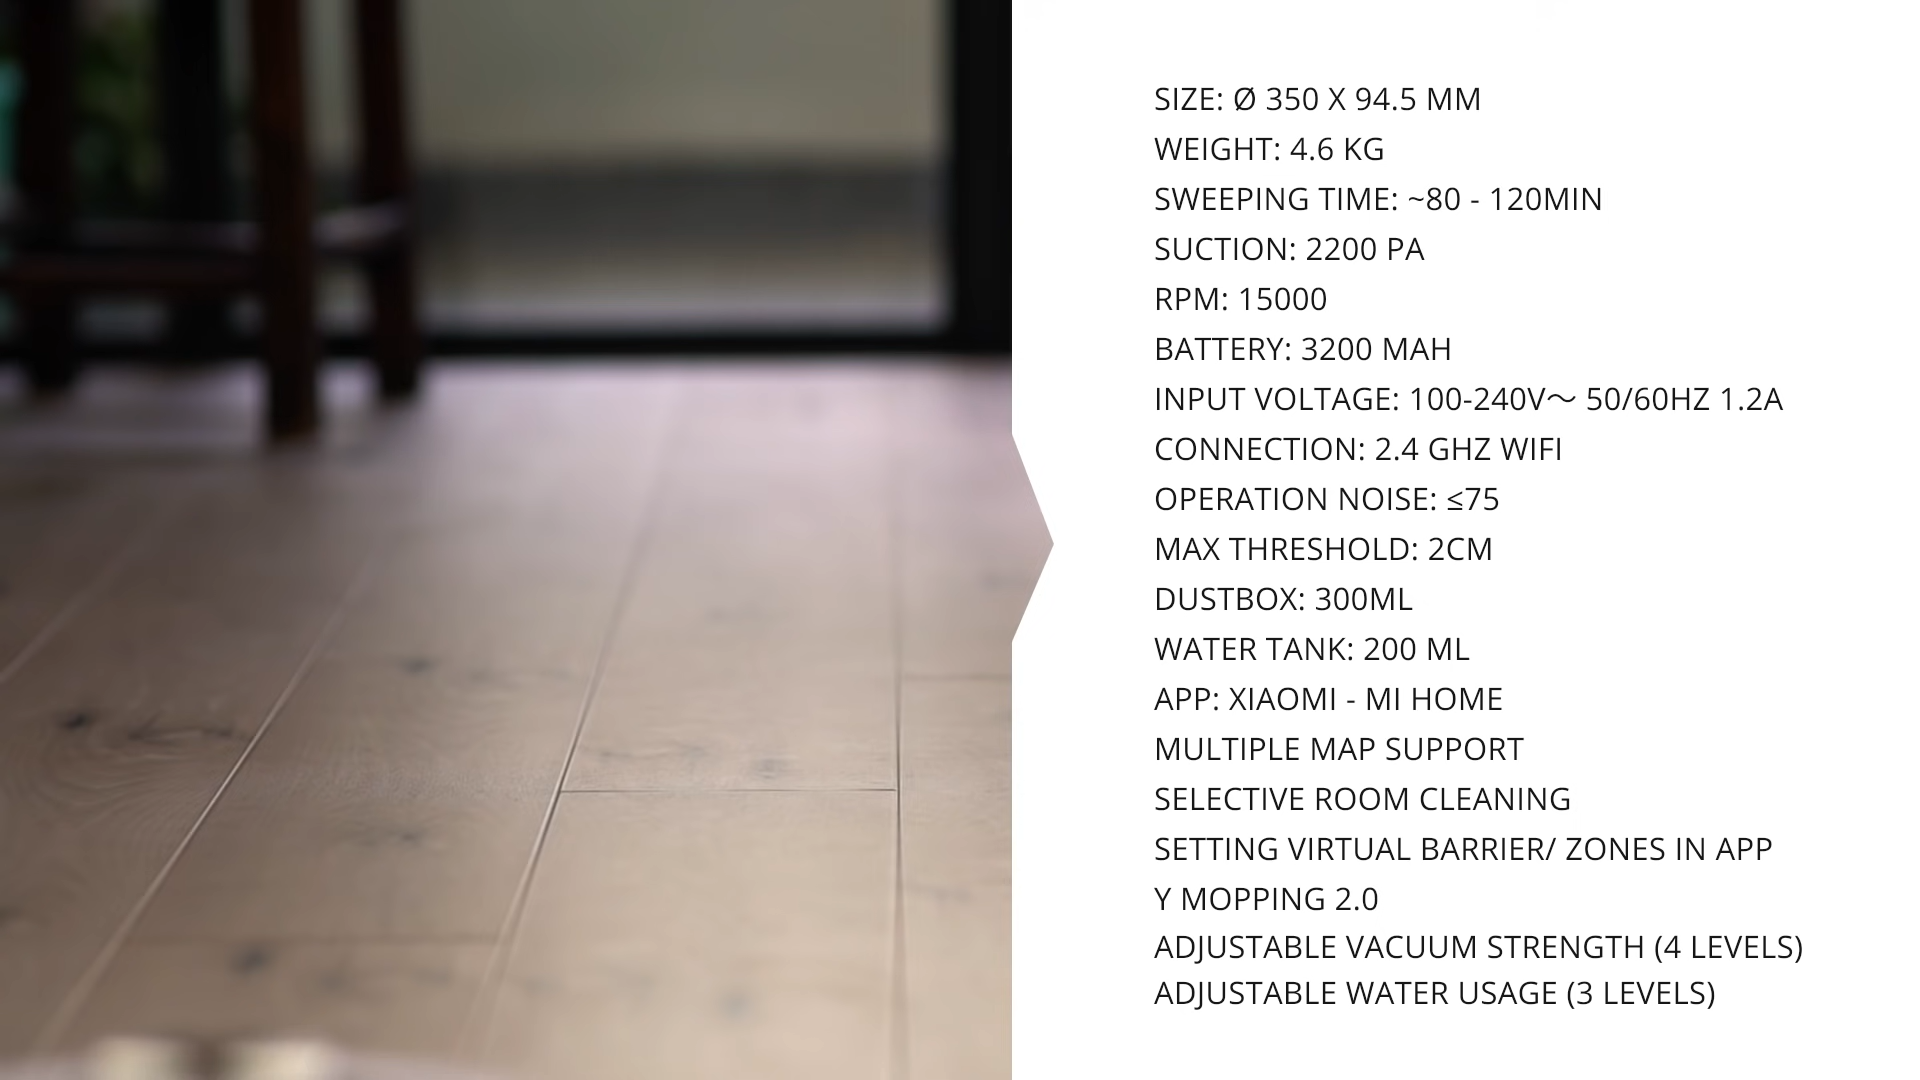 SIZE: Ø 350 X 94.5 MM
WEIGHT: 4.6 KG
SWEEPING TIME: ~80 - 120MIN
SUCTION: 2200 PA
RPM: 15000
BATTERY: 3200 MAH
INPUT VOLTAGE: 100-240V～ 50/60HZ 1.2A
CONNECTION: 2.4 GHZ WIFI
OPERATION NOISE: ≤75
MAX THRESHOLD: 2CM
DUSTBOX: 300ML
WATER TANK: 200 ML
APP: XIAOMI - MI HOME
MULTIPLE MAP SUPPORT
SELECTIVE ROOM CLEANING
SETTING VIRTUAL BARRIER/ ZONES IN APP
Y MOPPING 2.0
ADJUSTABLE VACUUM STRENGTH (4 LEVELS)
ADJUSTABLE WATER USAGE (3 LEVELS)